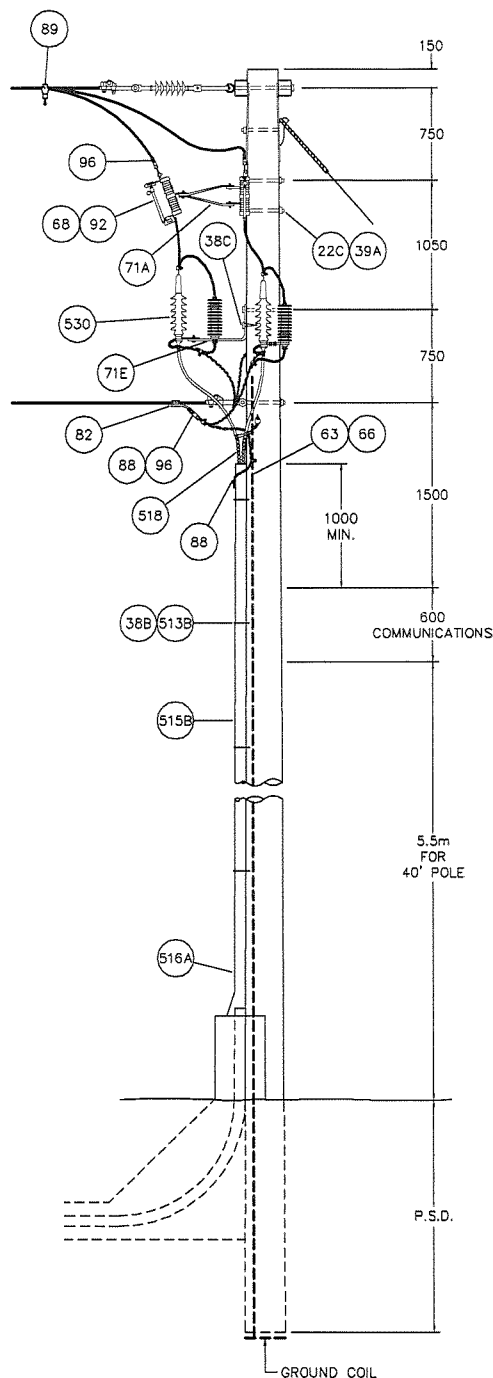 89
150
750
96
68 92
71A
38C
22C 39A
1050
530
71E
750
82
63 66
88 96
518
88
1000
MIN.
1500
600
COMMUNICATIONS
38B 513B
515B
5.5m
FOR
40' POLE
516A
P.S.D.
GROUND COIL